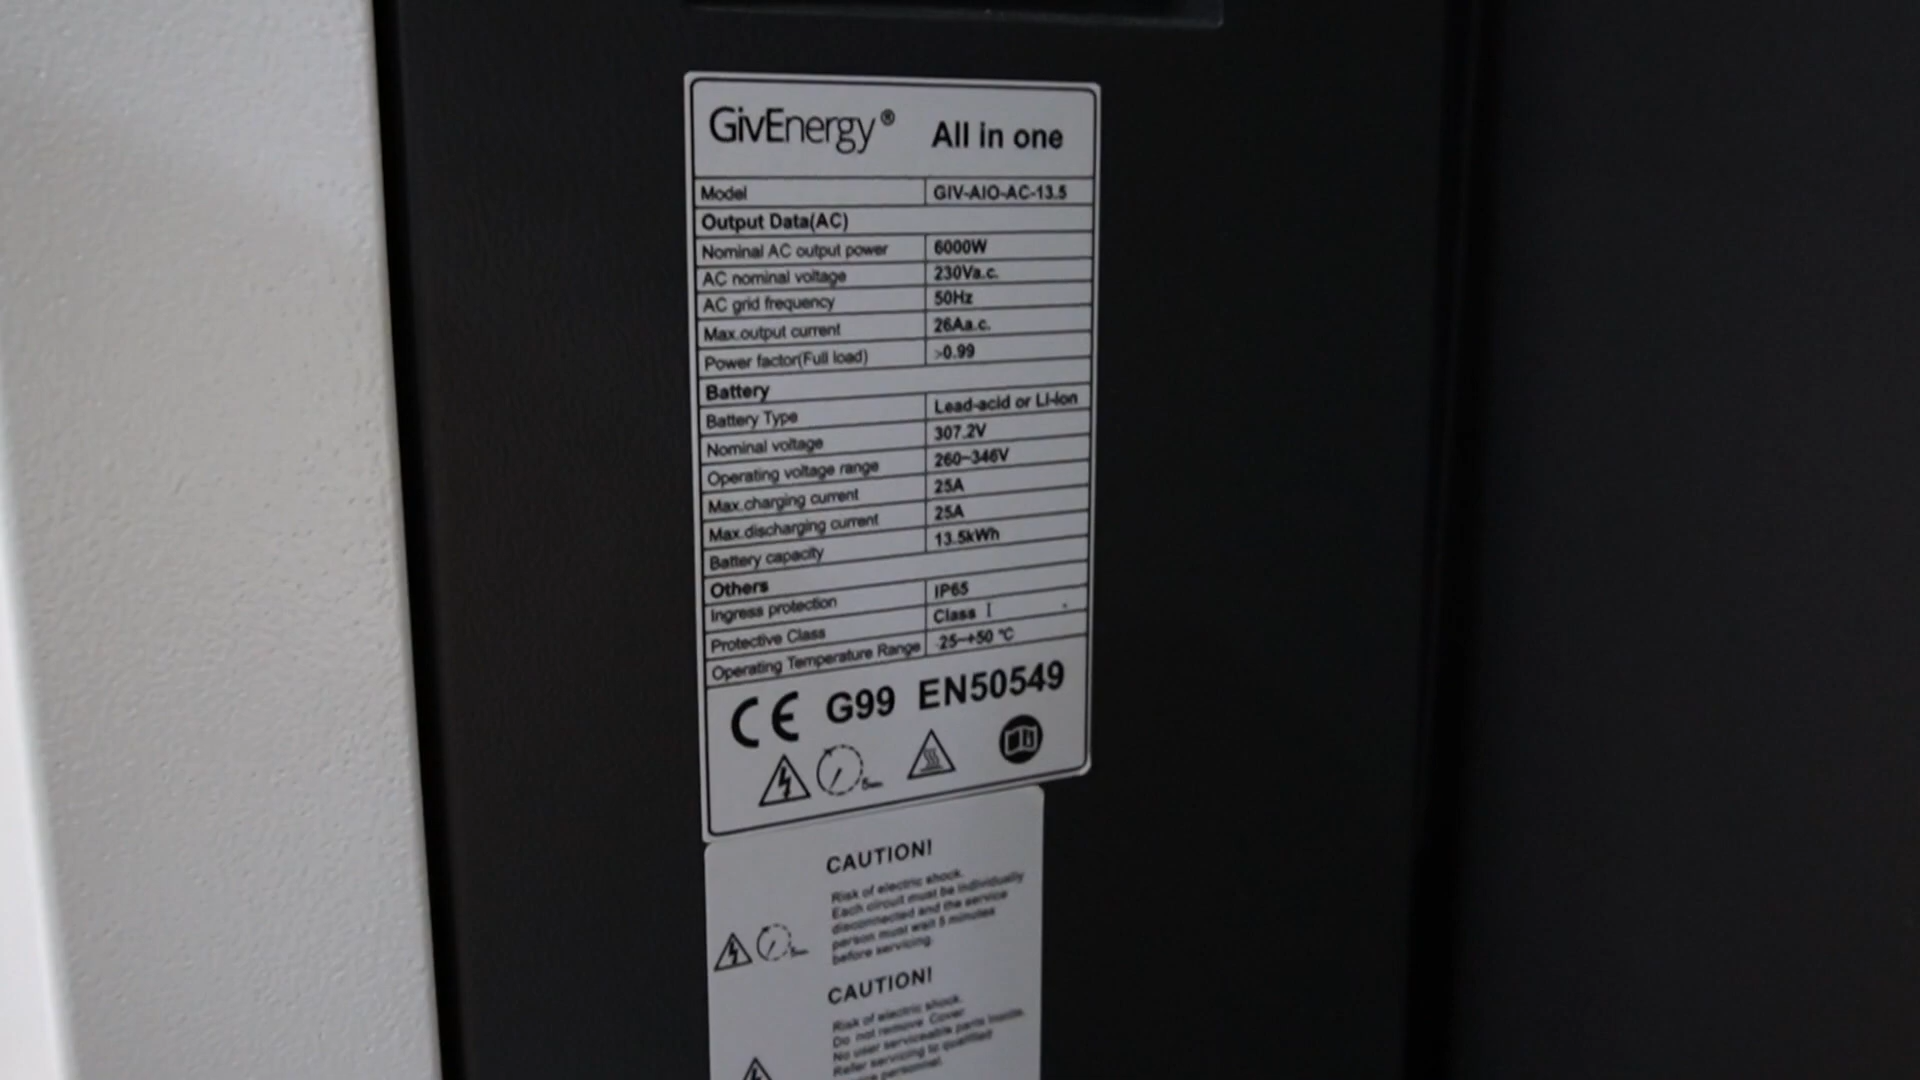 GivEnergy® All in one
Model GIV-AIO-AC-13.5
Output Data(AC)
Nominal AC output power 6000W
AC nominal voltage 230Va.c.
AC grid frequency 50Hz
Max.output current 26Aa.c.
Power factor(Full load) >0.99
Battery
Battery Type Lead-acid or Li-Ion
Nominal voltage 307.2V
Operating voltage range 260~346V
Max.charging current 25A
Max.discharging current 25A
Battery capacity 13.5kWh
Others
Ingress protection IP65
Protective Class Class I
Operating Temperature Range -25~+50 °C
CE G99 EN50549
CAUTION!
Risk of electric shock.
Each circuit must be individually
disconnected and the service
person must wait 5 minutes
before servicing.
CAUTION!
Risk of electric shock.
Do not remove Cover.
No user serviceable parts inside.
Refer servicing to qualified
personnel.